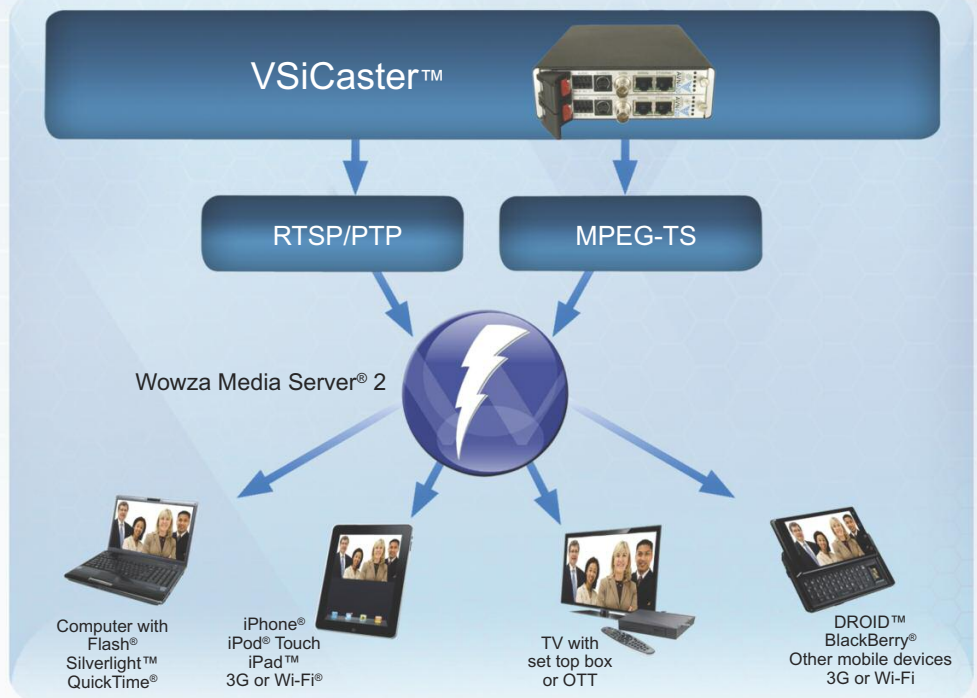 VSiCaster™
RTSP/PTP
MPEG-TS
Wowza Media Server® 2
Computer with
Flash®
Silverlight™
QuickTime®
iPhone®
iPod® Touch
iPad™
3G or Wi-Fi®
TV with
set top box
or OTT
DROID™
BlackBerry®
Other mobile devices
3G or Wi-Fi